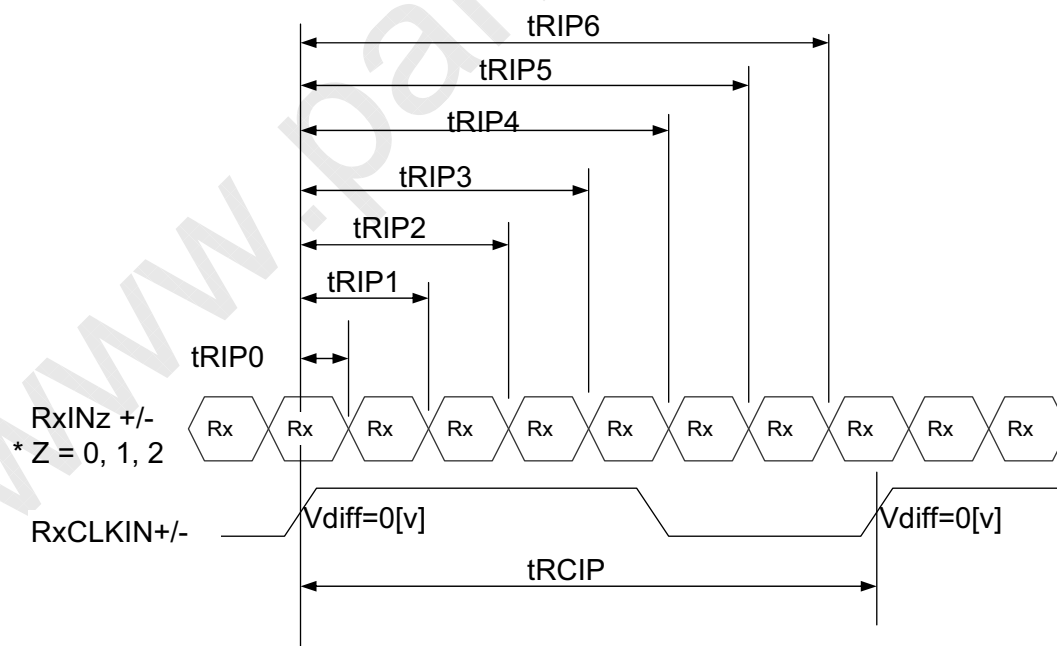 tRIP6
tRIP5
tRIP4
tRIP3
tRIP2
tRIP1
tRIP0
RxINz +/-
* Z = 0, 1, 2
Rx Rx Rx Rx Rx Rx Rx Rx Rx Rx Rx
RxCLKIN+/-
Vdiff=0[v] Vdiff=0[v]
tRCIP